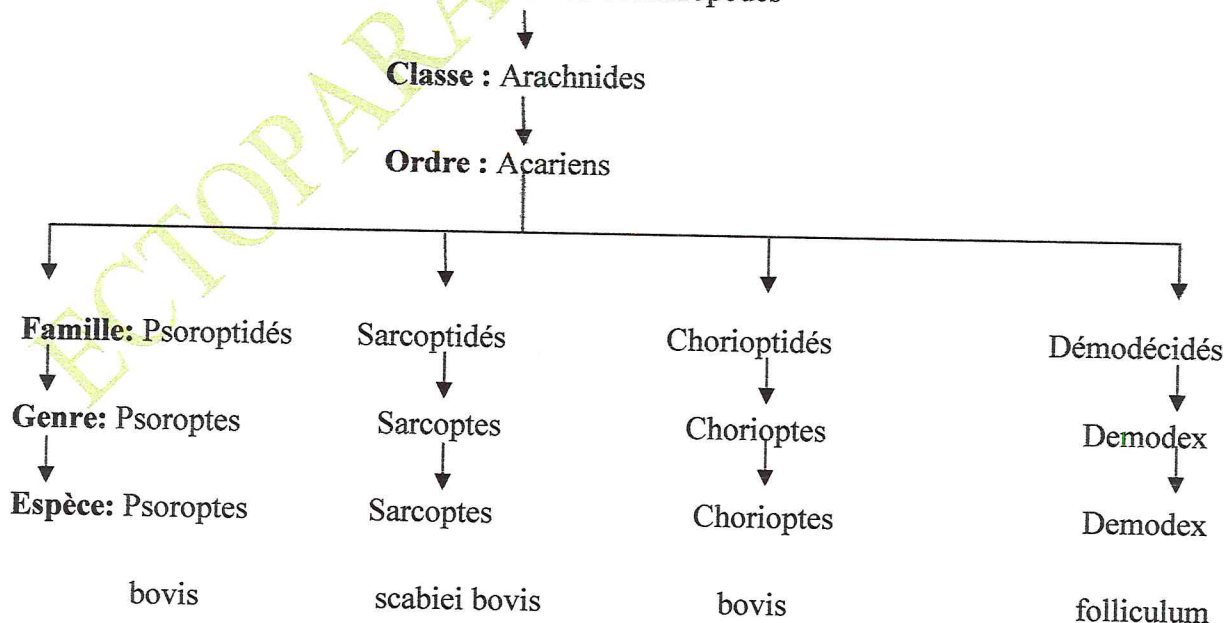 Classe : Arachnides
Ordre : Acariens
Famille: Psoroptidés Sarcoptidés Chorioptidés Démodécidés
Genre: Psoroptes Sarcoptes Chorioptes Demodex
Espèce: Psoroptes Sarcoptes Chorioptes Demodex
bovis scabiei bovis bovis folliculum
ECTOPARA